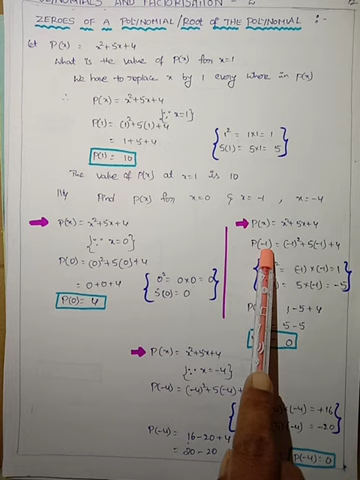 POLYNOMIALS AND FACTORISATION - 2
ZEROES OF A POLYNOMIAL / ROOT of the POLYNOMIAL :-
let P(x) = x²+5x+4
What is the value of P(x) for x=1
We have to replace x by 1 every where in P(x)
∴ P(x) = x²+5x+4
{∵ x=1}
P(1) = (1)²+5(1)+4
= 1+5+4
P(1) = 10
1² = 1×1 = 1
5(1) = 5×1 = 5
The value of P(x) at x=1 is 10
111y Find P(x) for x=0 & x=-1 , x=-4
P(x) = x²+5x+4
{∵ x=0}
P(0) = (0)²+5(0)+4
= 0+0+4
P(0) = 4
0² = 0×0 = 0
5(0) = 0
P(x) = x²+5x+4
P(-1) = (-1)²+5(-1)+4
= (-1)×(-1) = 1
5×(-1) = -5
1-5+4
5-5
0
P(x) = x²+5x+4
{∵ x=-4}
P(-4) = (-4)²+5(-4)+
×(-4) = +16
(-4) = -20
P(-4) = 16-20+4
= 20-20
P(-4) = 0